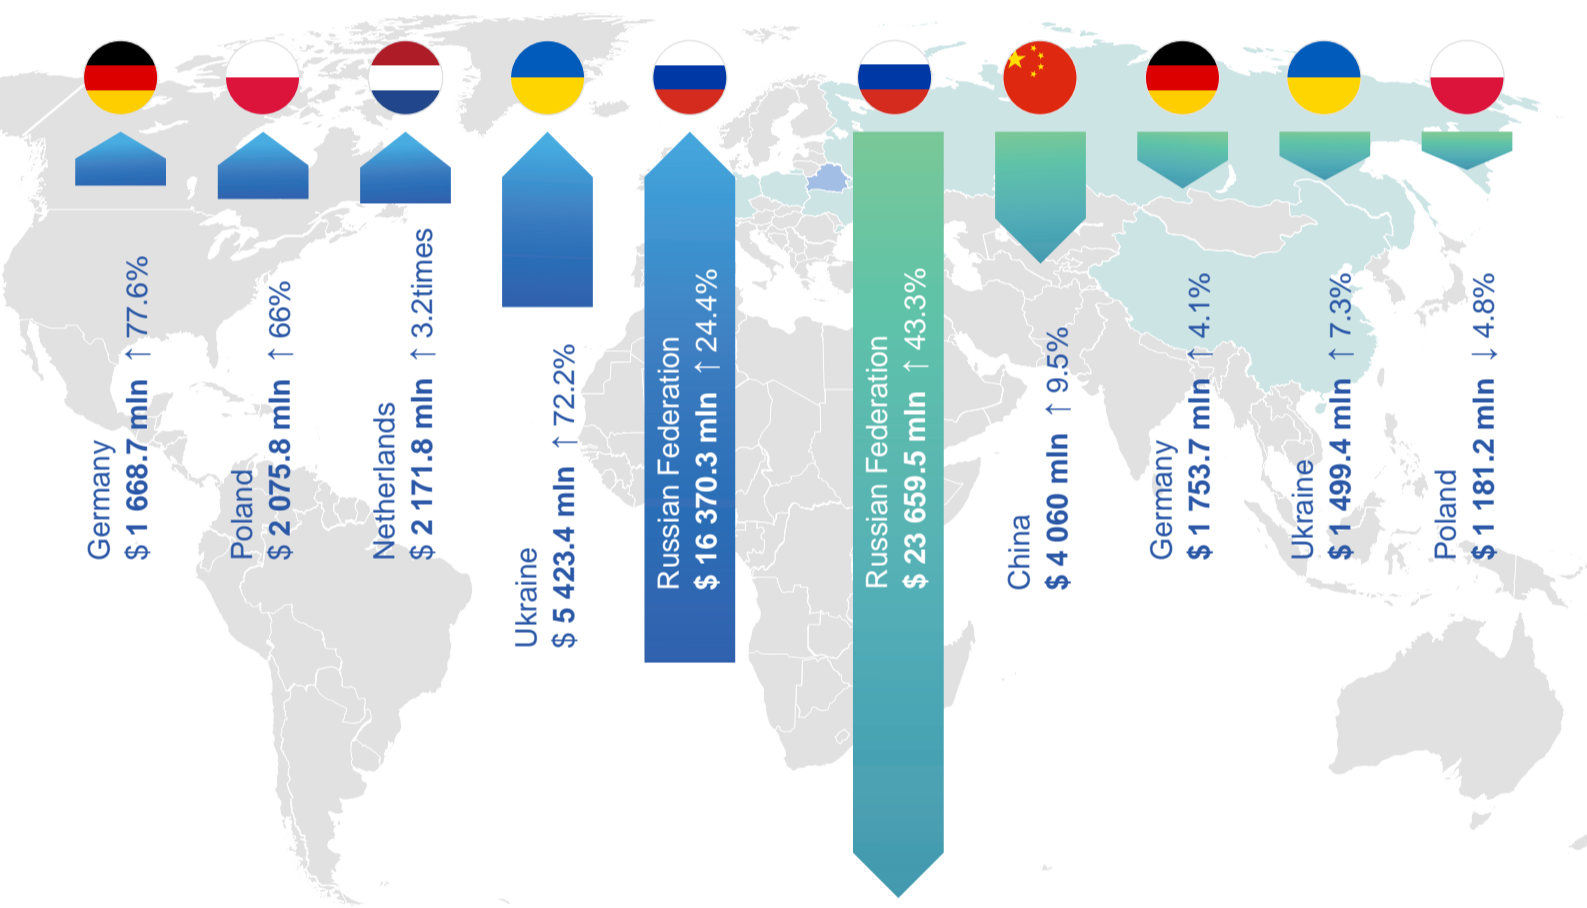 Germany
$ 1 668.7 mln ↑ 77.6%
Poland
$ 2 075.8 mln ↑ 66%
Netherlands
$ 2 171.8 mln ↑ 3.2times
Ukraine
$ 5 423.4 mln ↑ 72.2%
Russian Federation
$ 16 370.3 mln ↑ 24.4%
Russian Federation
$ 23 659.5 mln ↑ 43.3%
China
$ 4 060 mln ↑ 9.5%
Germany
$ 1 753.7 mln ↑ 4.1%
Ukraine
$ 1 499.4 mln ↑ 7.3%
Poland
$ 1 181.2 mln ↓ 4.8%